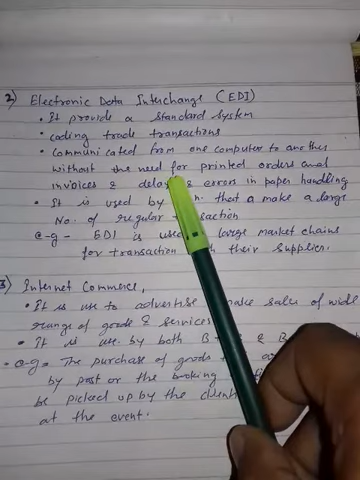 2) Electronic Data Interchange (EDI)
• It provide a standard system
• coding trade transactions
• communicated from one computer to another
without the need for printed orders and
invoices & delays & errors in paper handling
• It is used by that a make a large
No. of regular
e-g- EDI is used large market chains
for transaction their supplier.
3) Internet Commerce,
• It is use to advertise make sales of wide
range of goods & services
• It is use by both B &
• e-g- The purchase of goods
by post or the booking
be picked up by the clients
at the event.